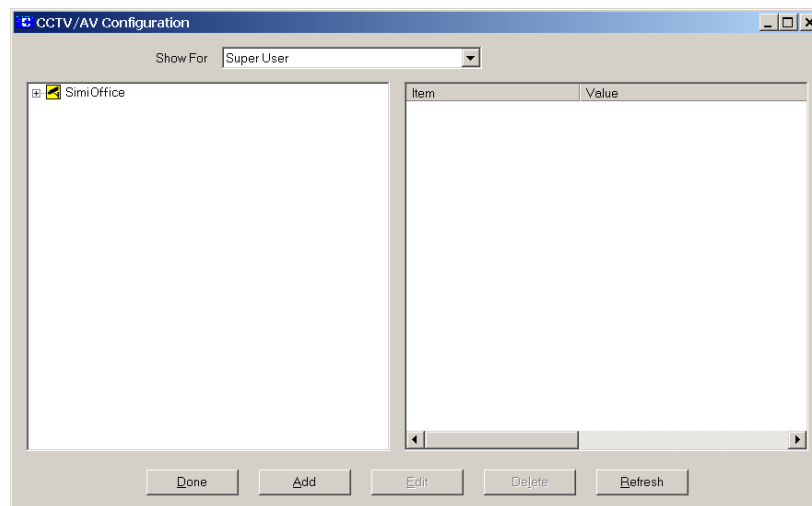 CCTV/AV Configuration
Show For Super User
SimiOffice
Item Value
Done Add Edit Delete Refresh